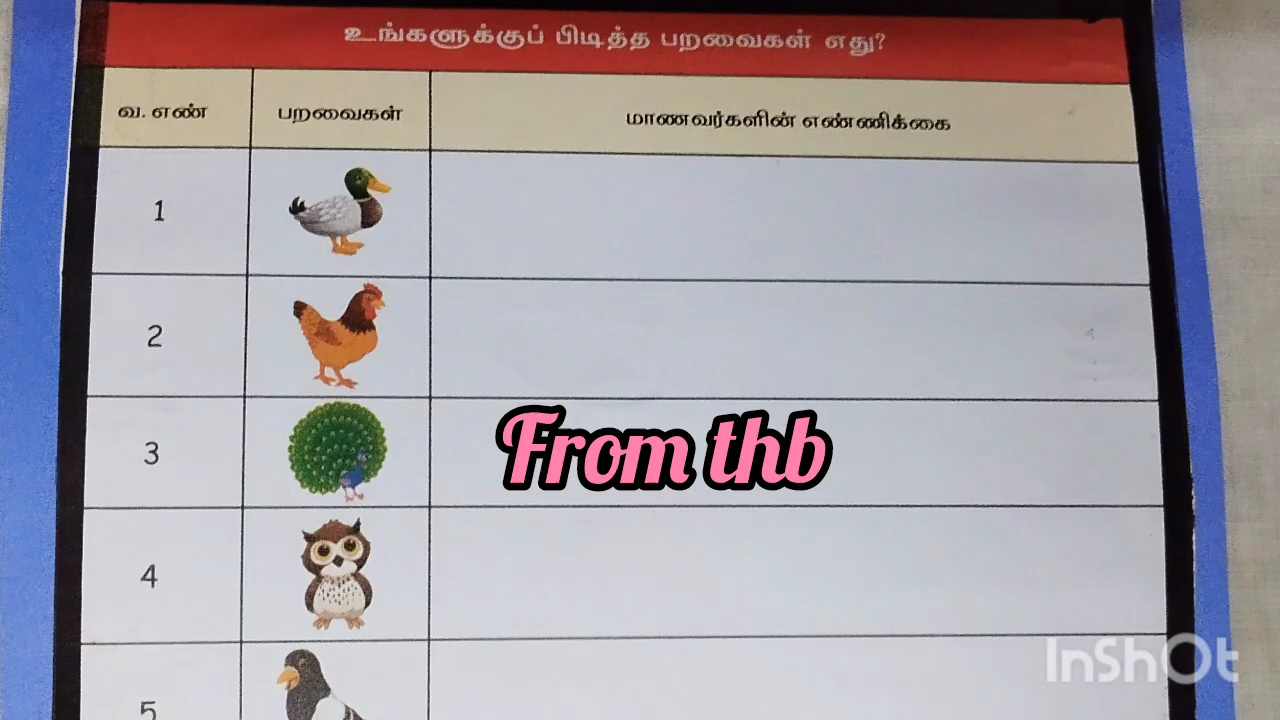 உங்களுக்குப் பிடித்த பறவைகள் எது?
வ. எண் பறவைகள் மாணவர்களின் எண்ணிக்கை
1
2
3
From thb
4
5
InShOt